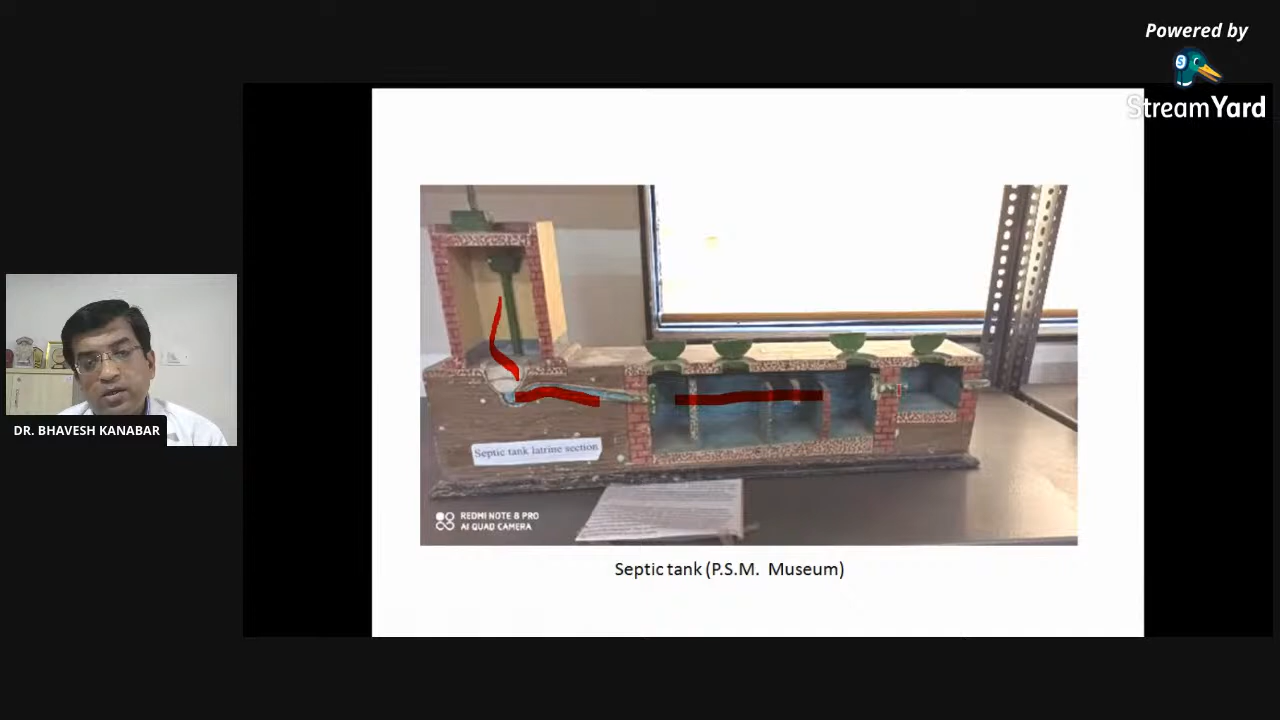 Powered by
StreamYard
DR. BHAVESH KANABAR
Septic tank latrine section
REDMI NOTE 8 PRO
AI QUAD CAMERA
Septic tank (P.S.M. Museum)